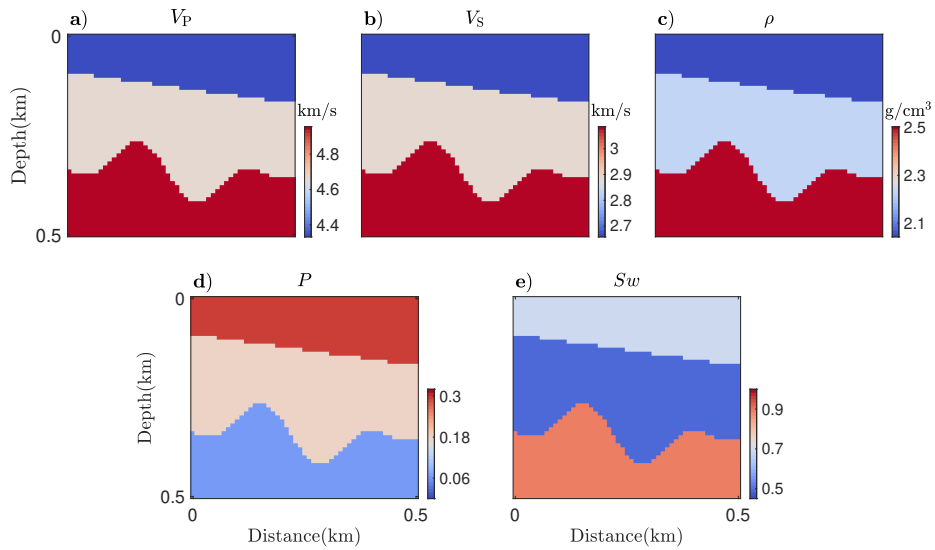 a) V_P
b) V_S
c) ρ
0
0.5
Depth(km)
km/s
4.8
4.6
4.4
km/s
3
2.9
2.8
2.7
g/cm³
2.5
2.3
2.1
d) P
e) Sw
0
0.5
Depth(km)
0.3
0.18
0.06
0.9
0.7
0.5
0
0.5
0
0.5
Distance(km)
Distance(km)